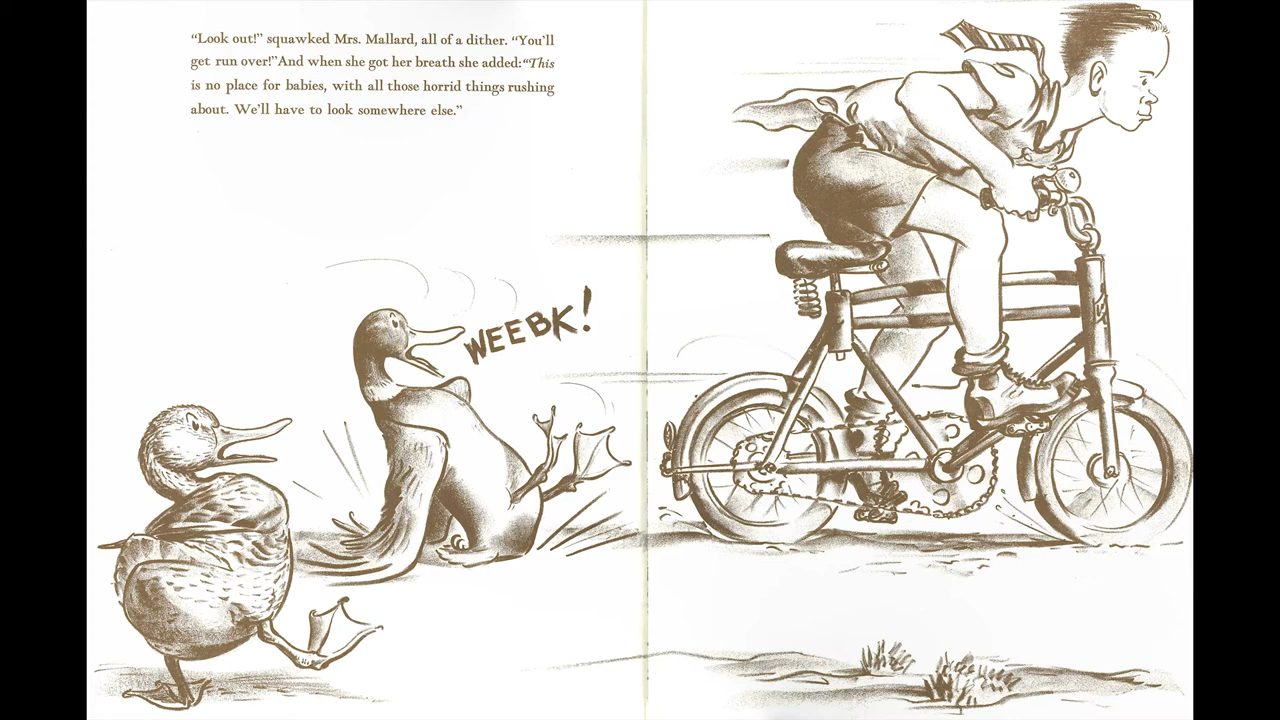 “Look out!” squawked Mrs. Mallard, all of a dither. “You’ll
get run over!”And when she got her breath she added:“This
is no place for babies, with all those horrid things rushing
about. We’ll have to look somewhere else.”
WEEBK!